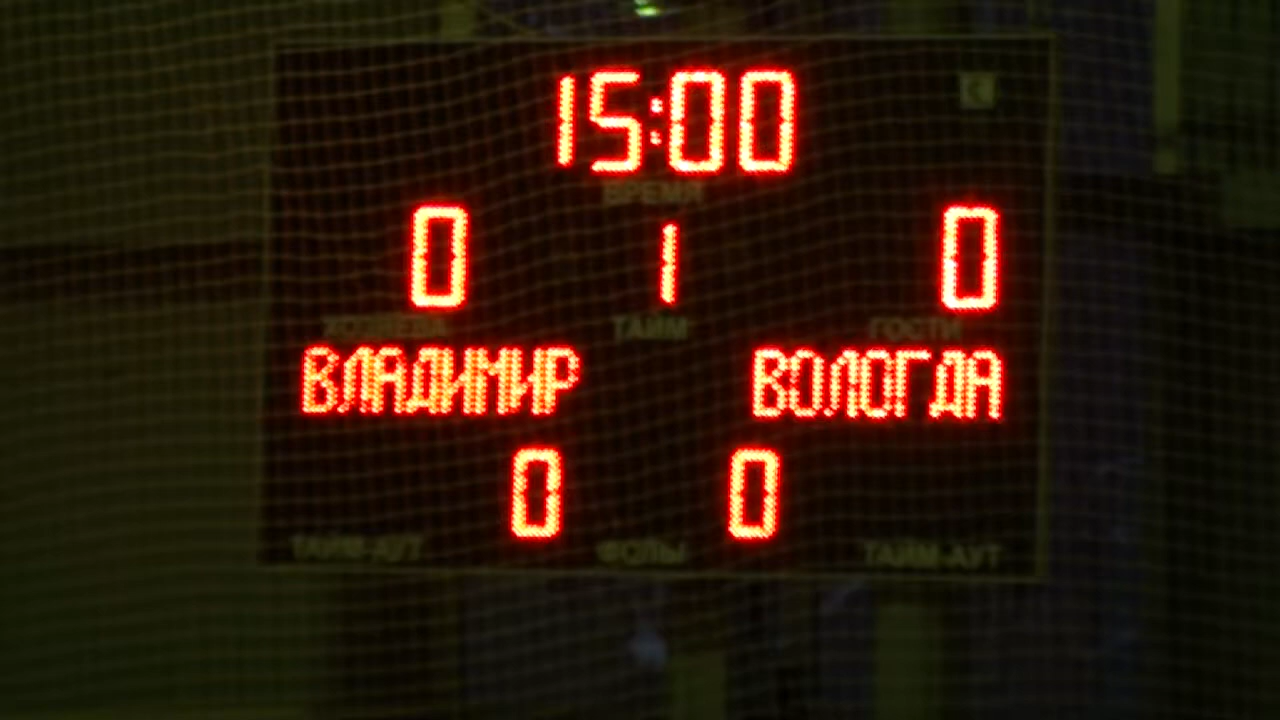 15:00
ВРЕМЯ
0 1 0
ХОЗЯЕВА ТАЙМ ГОСТИ
ВЛАДИМИР ВОЛОГДА
0 0
ТАЙМ-АУТ ФОЛЫ ТАЙМ-АУТ